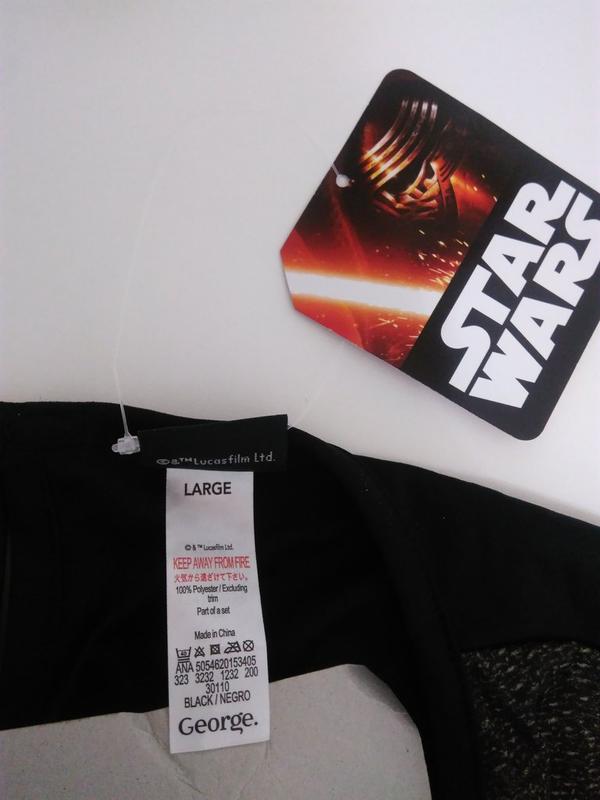 STAR
WARS
©&™Lucasfilm Ltd.
LARGE
© & ™ Lucasfilm Ltd.
KEEP AWAY FROM FIRE
火気から遠ざけて下さい。
100% Polyester / Excluding
trim
Part of a set
Made in China
ANA 5054620153405
323 3232 1232 200
30110
BLACK / NEGRO
George.